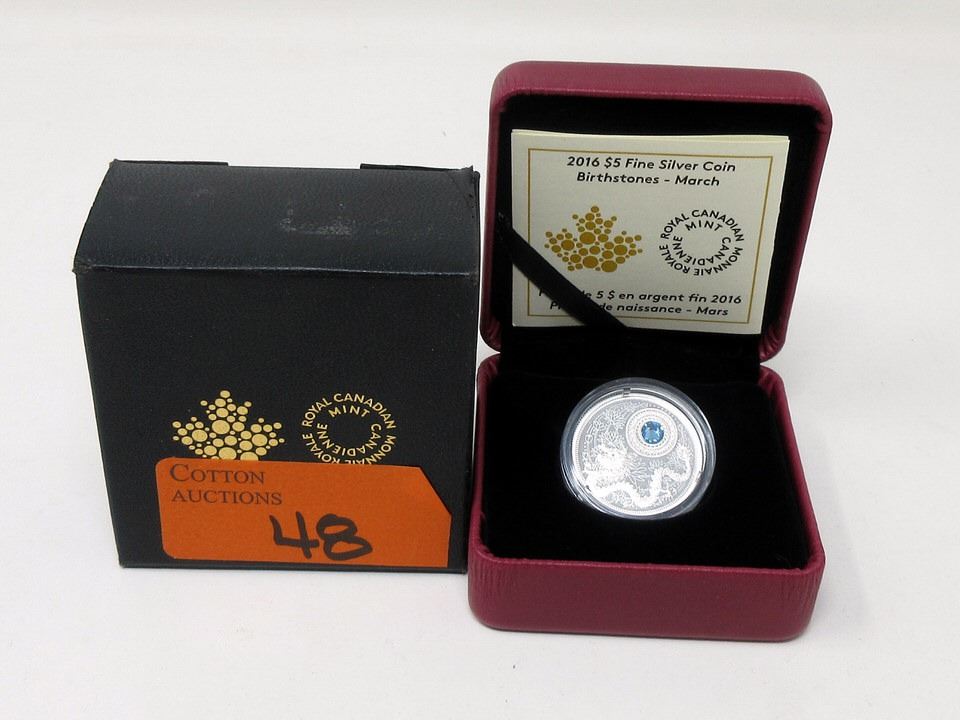 2016 $5 Fine Silver Coin
Birthstones - March
ROYAL CANADIAN MINT
MONNAIE ROYALE CANADIENNE
5 $ en argent fin 2016
naissance - Mars
ROYAL CANADIAN MINT
MONNAIE ROYALE CANADIENNE
COTTON
AUCTIONS
48